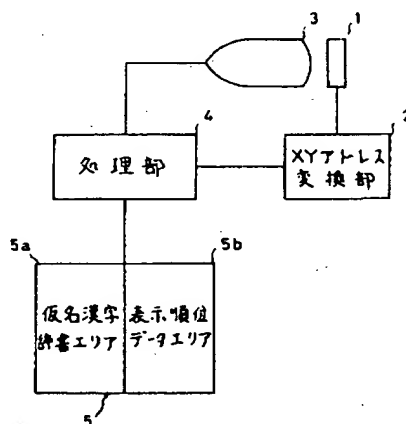 3
1
4
2
処理部
XYアドレス
変換部
5a
5b
仮名漢字
辞書エリア
表示順位
データエリア
5